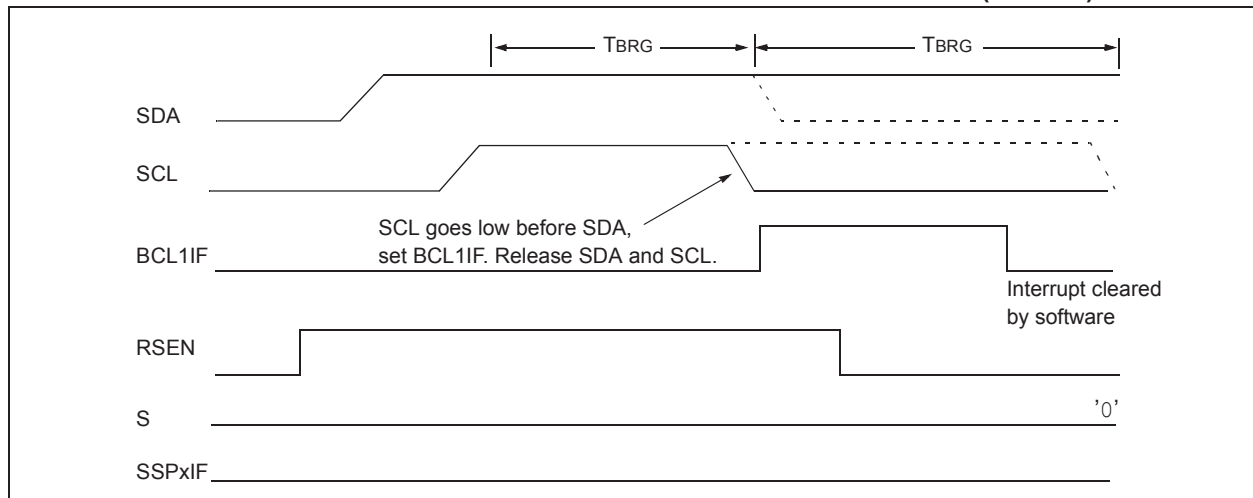 TBRG
TBRG
SDA
SCL
SCL goes low before SDA,
set BCL1IF. Release SDA and SCL.
BCL1IF
Interrupt cleared
by software
RSEN
S
'0'
SSPxIF